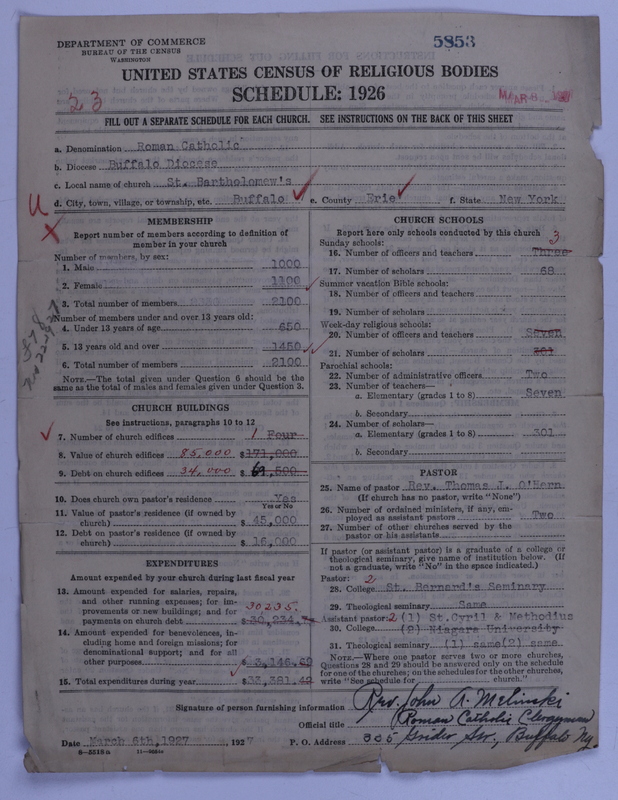 DEPARTMENT OF COMMERCE
BUREAU OF THE CENSUS
WASHINGTON
5853
UNITED STATES CENSUS OF RELIGIOUS BODIES
SCHEDULE: 1926
23
MAR 8
FILL OUT A SEPARATE SCHEDULE FOR EACH CHURCH. SEE INSTRUCTIONS ON THE BACK OF THIS SHEET
a. Denomination Roman Catholic
b. Diocese Buffalo Diocese
c. Local name of church St. Bartholomew's
d. City, town, village, or township, etc. Buffalo e. County Erie f. State New York
U
MEMBERSHIP
Report number of members according to definition of
member in your church
Number of members, by sex:
1. Male 1000
2. Female 1100
3. Total number of members 2100
Number of members under and over 13 years old:
4. Under 13 years of age 650
5. 13 years old and over 1450
6. Total number of members 2100
NOTE.—The total given under Question 6 should be the
same as the total of males and females given under Question 3.
CHURCH BUILDINGS
See instructions, paragraphs 10 to 12
7. Number of church edifices 1 Four
8. Value of church edifices 85,000 $171,000
9. Debt on church edifices 34,000 $ 69,500
10. Does church own pastor's residence Yes
Yes or No
11. Value of pastor's residence (if owned by
church) $ 45,000
12. Debt on pastor's residence (if owned by
church) $ 16,000
EXPENDITURES
Amount expended by your church during last fiscal year
13. Amount expended for salaries, repairs,
and other running expenses; for im-
provements or new buildings; and for
payments on church debt 30235. $ 30,234.
14. Amount expended for benevolences, in-
cluding home and foreign missions; for
denominational support; and for all
other purposes $ 3,146.
15. Total expenditures during year $33,381.42
CHURCH SCHOOLS
Report here only schools conducted by this church
Sunday schools: 3
16. Number of officers and teachers Three
17. Number of scholars 68
Summer vacation Bible schools:
18. Number of officers and teachers
19. Number of scholars
Week-day religious schools:
20. Number of officers and teachers Seven
21. Number of scholars 301
Parochial schools:
22. Number of administrative officers Two
23. Number of teachers—
a. Elementary (grades 1 to 8) Seven
b. Secondary
24. Number of scholars—
a. Elementary (grades 1 to 8) 301
b. Secondary
PASTOR
25. Name of pastor Rev. Thomas J. O'Hern
(If church has no pastor, write "None")
26. Number of ordained ministers, if any, em-
ployed as assistant pastors Two
27. Number of other churches served by the
pastor or his assistants
If pastor (or assistant pastor) is a graduate of a college or
theological seminary, give name of institution below. (If
not a graduate, write "No" in the space indicated.)
Pastor: 2
28. College St. Bernard's Seminary
29. Theological seminary Same
Assistant pastor: 2 (1) St.Cyril & Methodius
30. College (2) Niagara University
31. Theological seminary (1) same(2) same
NOTE.—Where one pastor serves two or more churches,
Questions 28 and 29 should be answered only on the schedule
for one of the churches; on the schedules for the other churches,
write "See schedule for church."
Signature of person furnishing information Rev. John A. Melinski
Official title Roman Catholic Clergyman
Date March 6th, 1927 , 1927 P. O. Address 335 Grider St., Buffalo Ny.
8—5518a